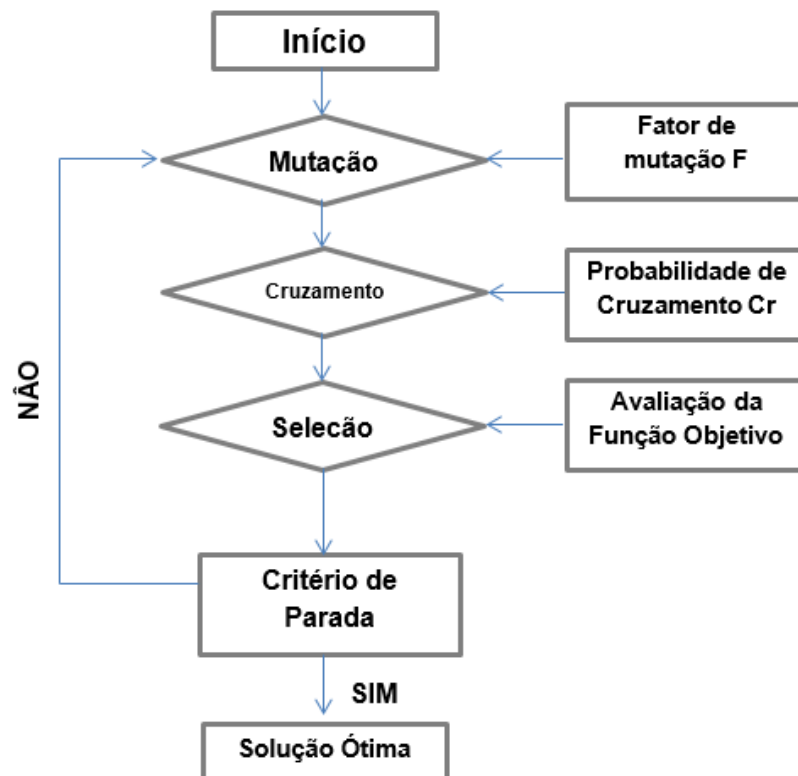 Início
Mutação
Fator de
mutação F
Cruzamento
Probabilidade de
Cruzamento Cr
Selecão
Avaliação da
Função Objetivo
NÂO
Critério de
Parada
SIM
Solução Ótima